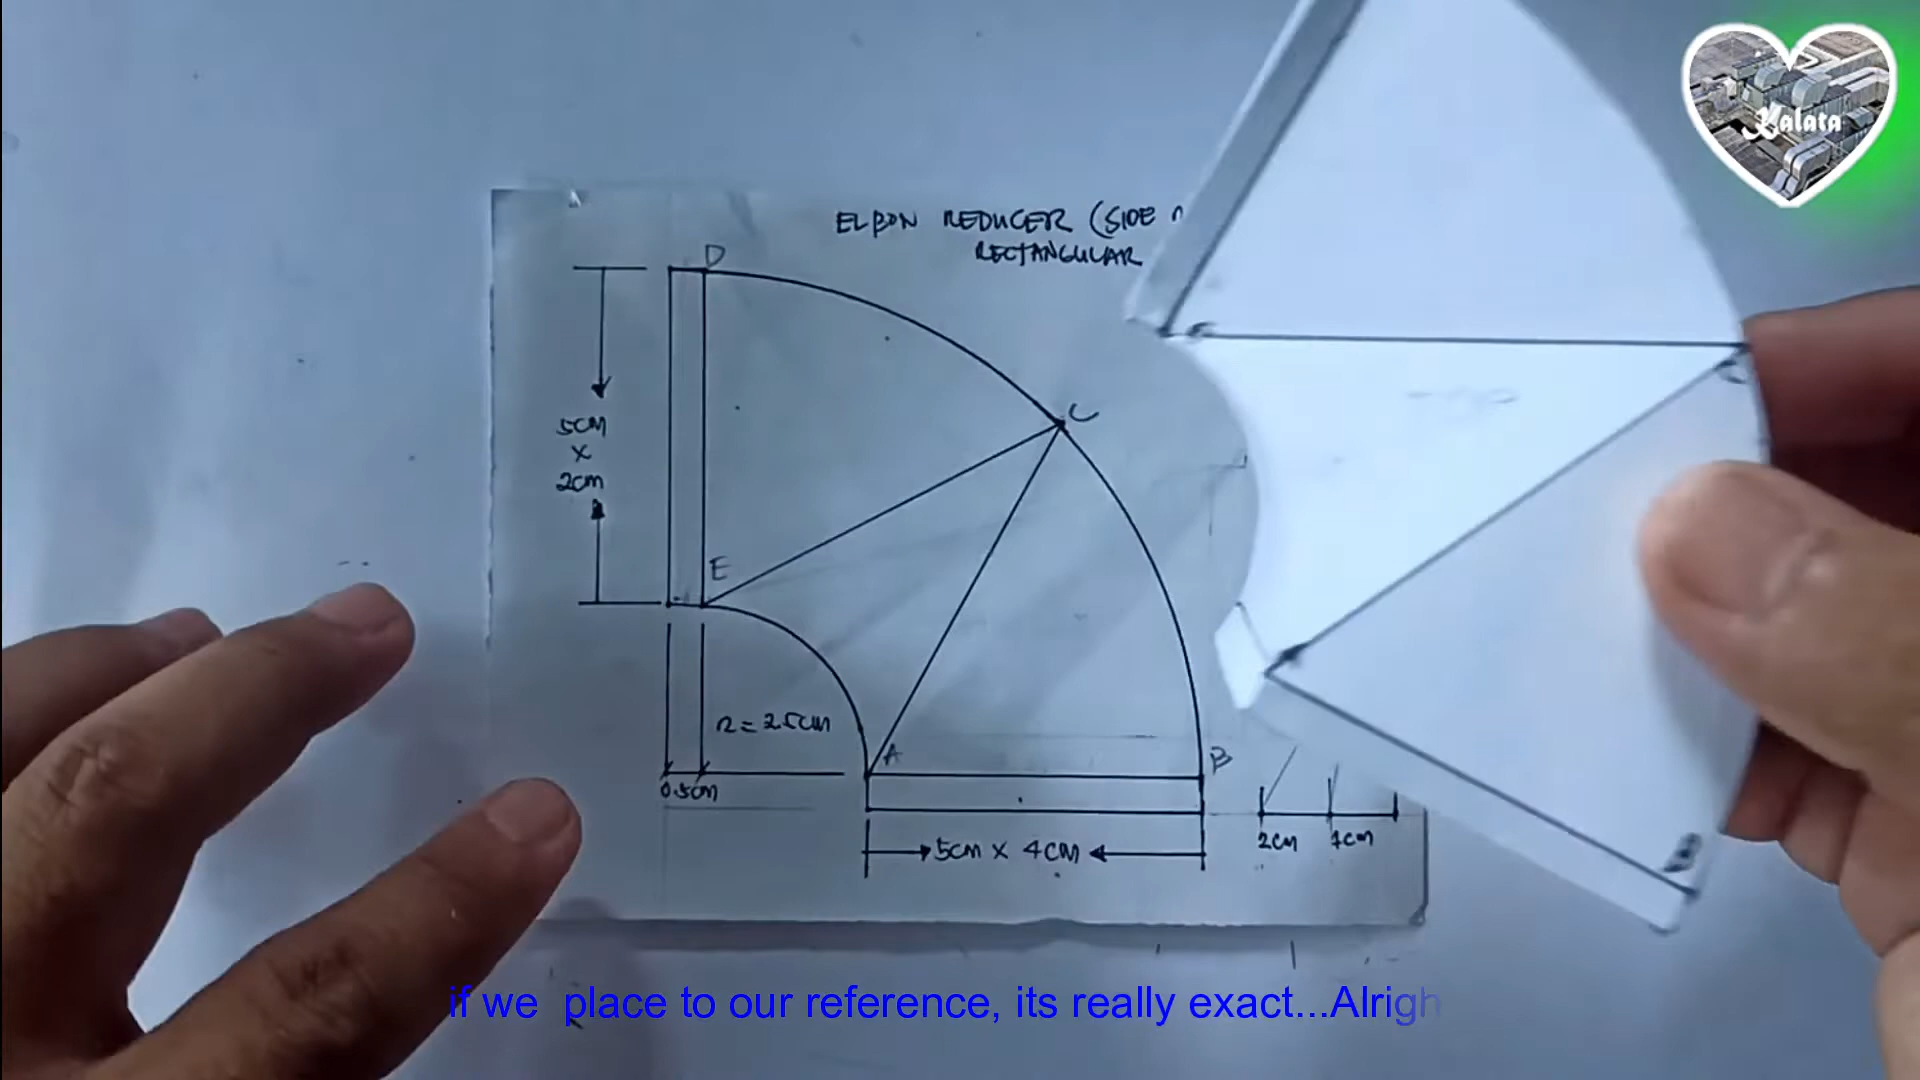 ELBOW REDUCER (SIDE
RECTANGULAR
D
C
5CM
X
2CM
E
r = 2.5CM
A
B
0.5CM
5CM X 4CM
2CM
1CM
C
B
Kalata
if we place to our reference, its really exact...Alrigh